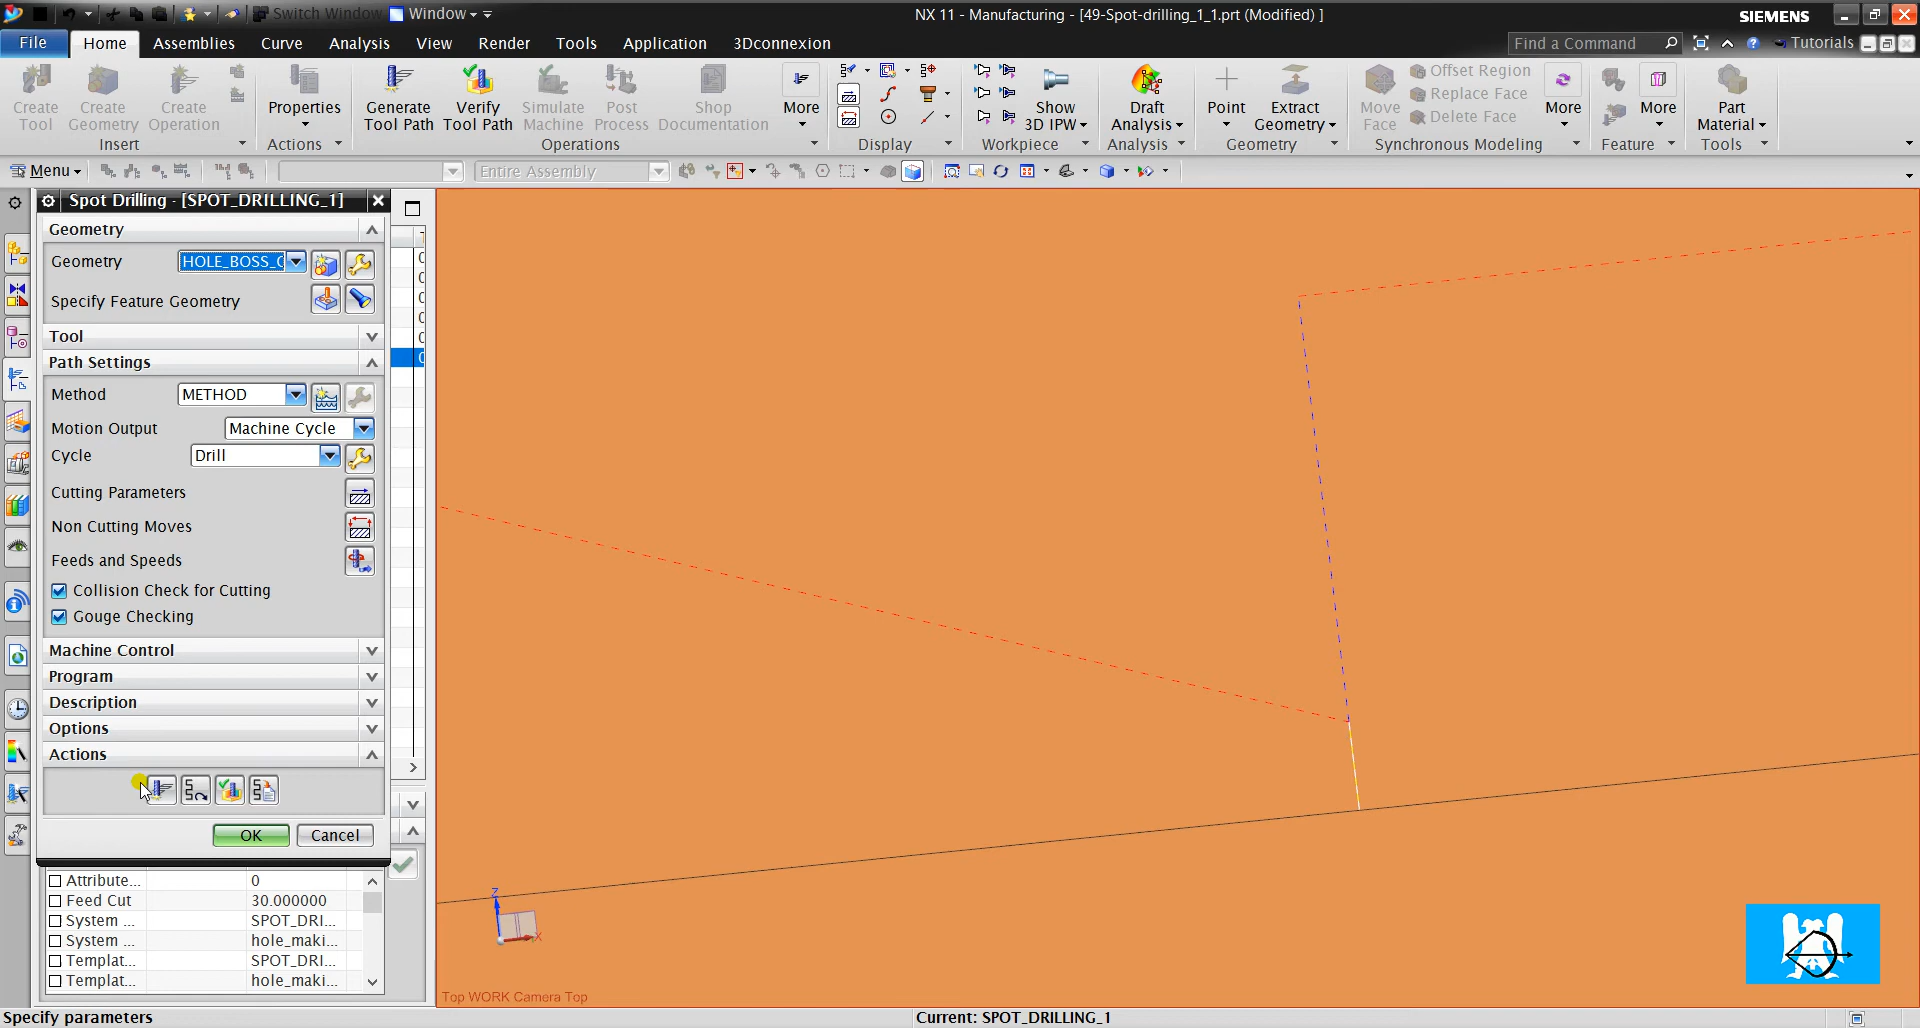 Switch Window
Window
NX 11 - Manufacturing - [49-Spot-drilling_1_1.prt (Modified) ]
SIEMENS
File
Home
Assemblies
Curve
Analysis
View
Render
Tools
Application
3Dconnexion
Find a Command
Tutorials
Create Tool
Create Geometry
Create Operation
Properties
Generate Tool Path
Verify Tool Path
Simulate Machine
Post Process
Shop Documentation
More
Show 3D IPW
Draft Analysis
Point
Extract Geometry
Move Face
Offset Region
Replace Face
Delete Face
More
More
Part Material
Insert
Actions
Operations
Display
Workpiece
Analysis
Geometry
Synchronous Modeling
Feature
Tools
Menu
Entire Assembly
Spot Drilling - [SPOT_DRILLING_1]
Geometry
Geometry
HOLE_BOSS_
Specify Feature Geometry
Tool
Path Settings
Method
METHOD
Motion Output
Machine Cycle
Cycle
Drill
Cutting Parameters
Non Cutting Moves
Feeds and Speeds
Collision Check for Cutting
Gouge Checking
Machine Control
Program
Description
Options
Actions
OK
Cancel
Attribute... 0
Feed Cut 30.000000
System ... SPOT_DRI...
System ... hole_maki...
Templat... SPOT_DRI...
Templat... hole_maki...
Z
X
Top WORK Camera Top
Specify parameters
Current: SPOT_DRILLING_1